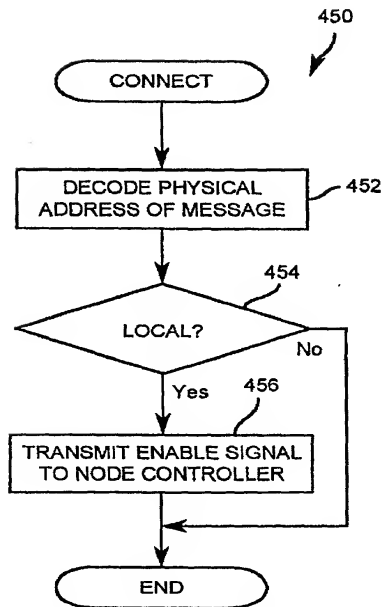 450
CONNECT
DECODE PHYSICAL
ADDRESS OF MESSAGE
452
454
LOCAL?
No
Yes
456
TRANSMIT ENABLE SIGNAL
TO NODE CONTROLLER
END